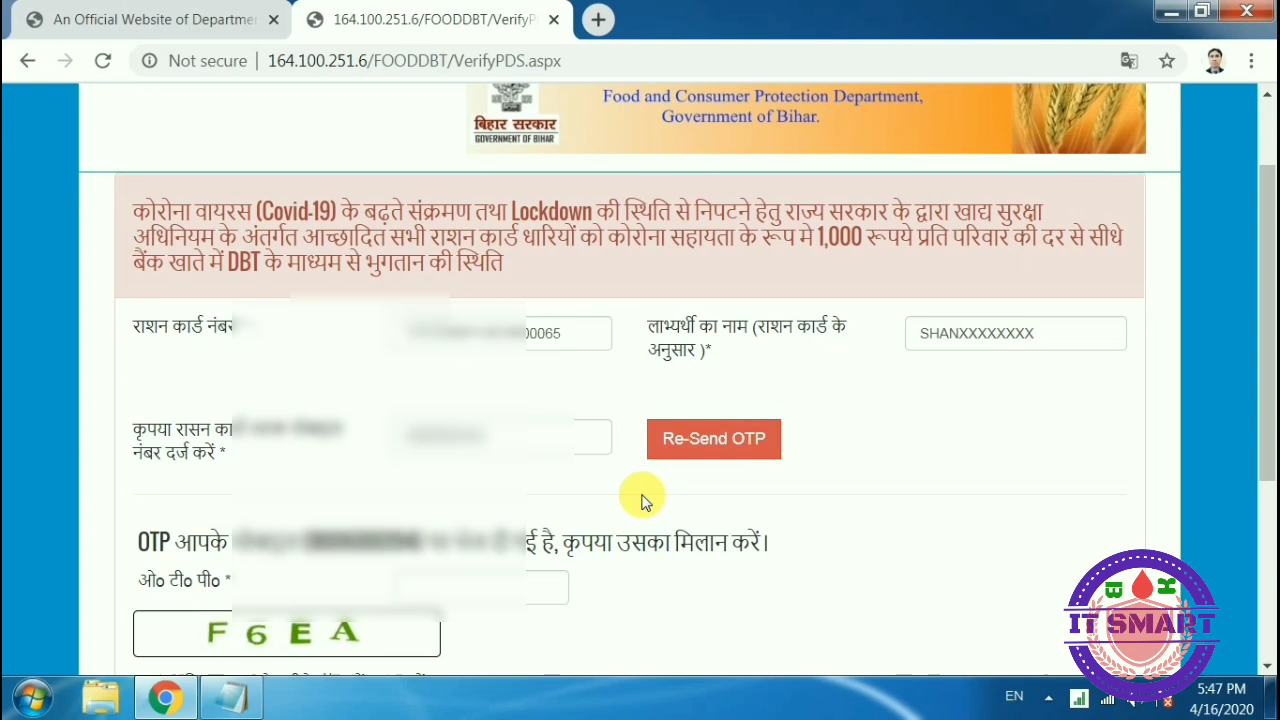 An Official Website of Departme
164.100.251.6/FOODDBT/VerifyP
Not secure
164.100.251.6/FOODDBT/VerifyPDS.aspx
बिहार सरकार
GOVERNMENT OF BIHAR
Food and Consumer Protection Department,
Government of Bihar.
कोरोना वायरस (Covid-19) के बढ़ते संक्रमण तथा Lockdown की स्थिति से निपटने हेतु राज्य सरकार के द्वारा खाद्य सुरक्षा
अधिनियम के अंतर्गत आच्छादित सभी राशन कार्ड धारियों को कोरोना सहायता के रूप मे 1,000 रूपये प्रति परिवार की दर से सीधे
बैंक खाते में DBT के माध्यम से भुगतान की स्थिति
राशन कार्ड नंबर
00065
लाभ्यर्थी का नाम (राशन कार्ड के
अनुसार )*
SHANXXXXXXXX
कृपया रासन का
नंबर दर्ज करें *
Re-Send OTP
OTP आपके
ई है, कृपया उसका मिलान करें।
ओ० टी० पी० *
F 6 E A
IT SMART
EN
5:47 PM
4/16/2020